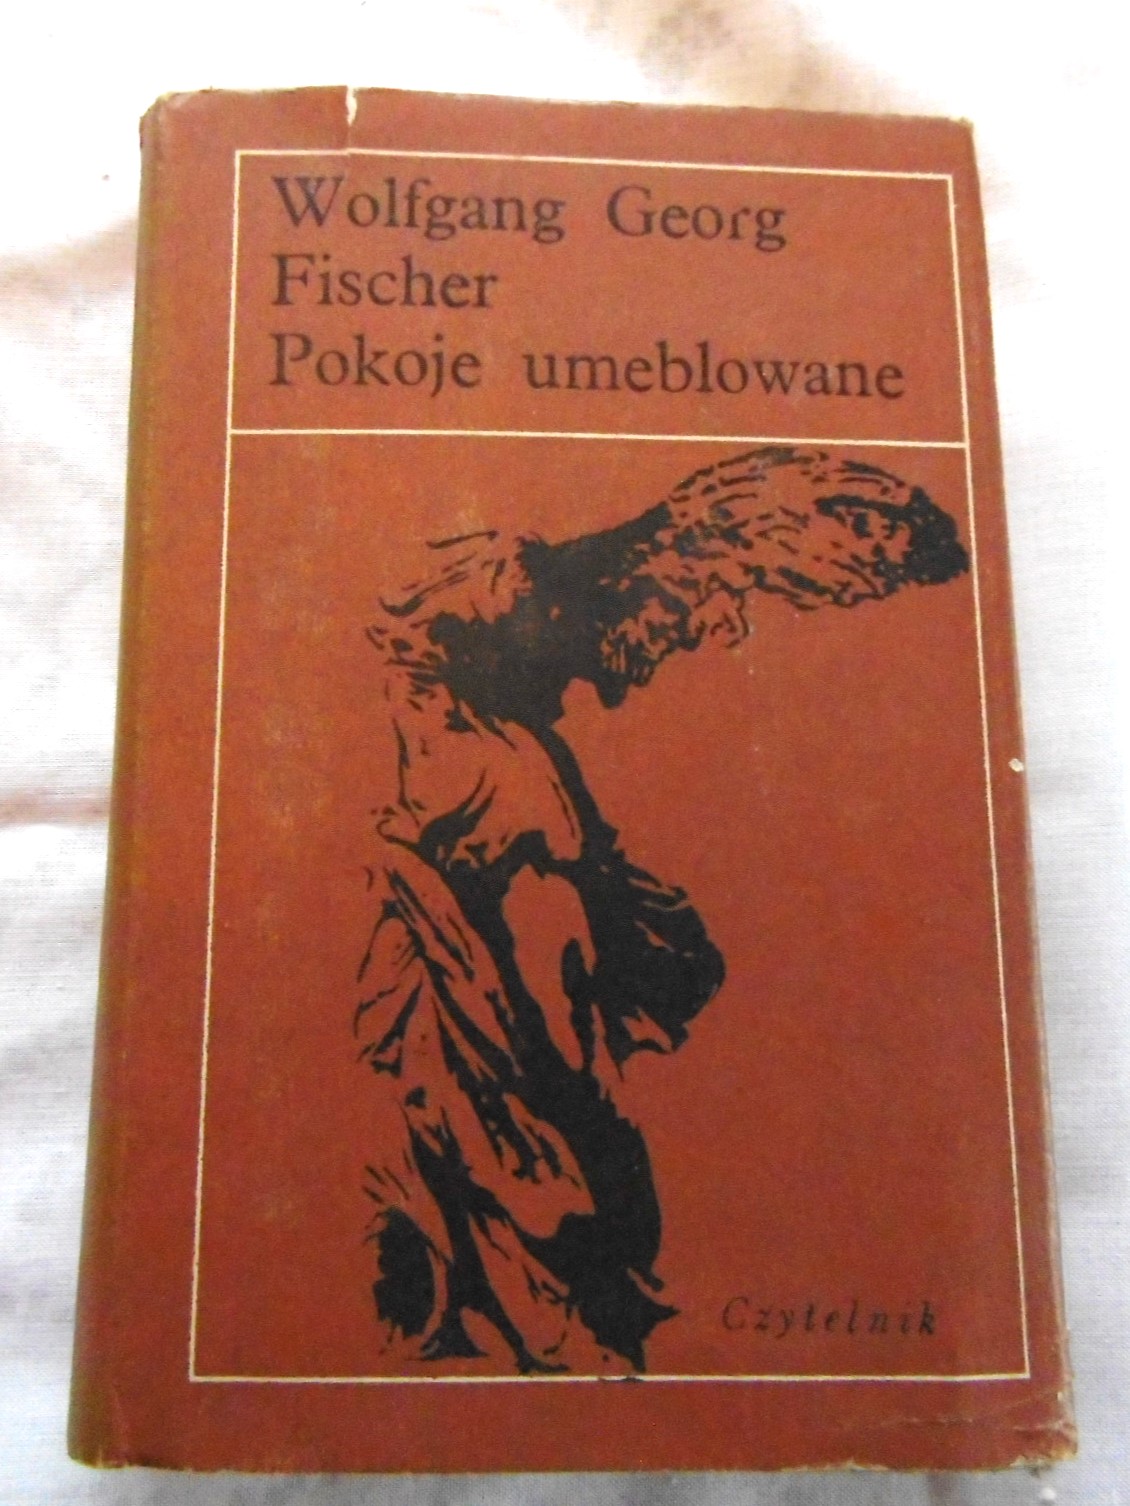 Wolfgang Georg
Fischer
Pokoje umeblowane
Czytelnik